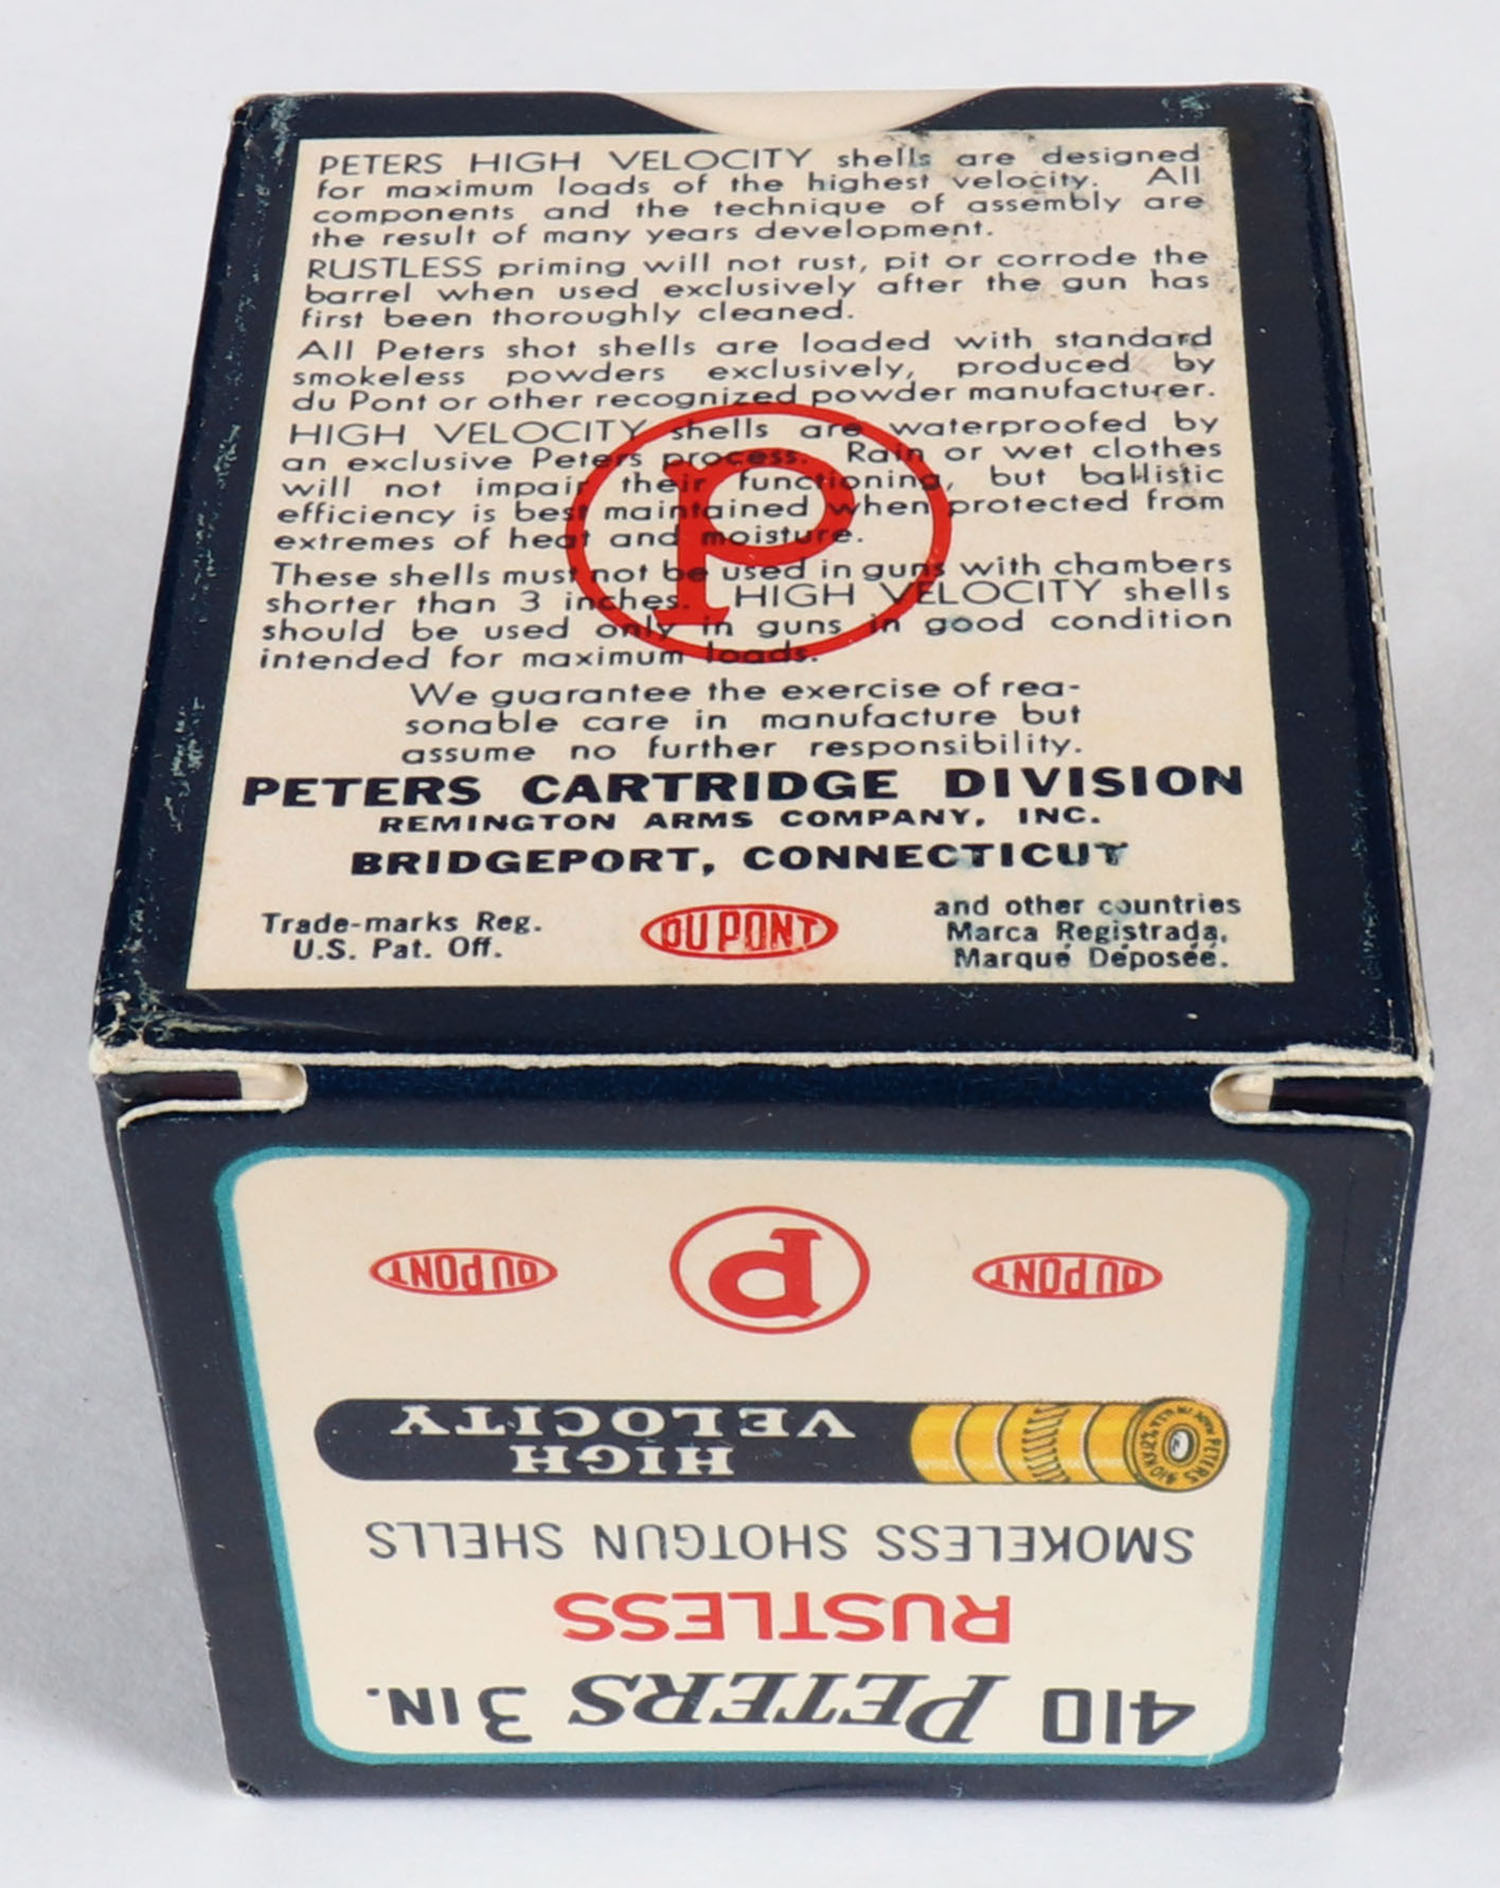 PETERS HIGH VELOCITY shells are designed
for maximum loads of the highest velocity. All
components and the technique of assembly are
the result of many years development.
RUSTLESS priming will not rust, pit or corrode the
barrel when used exclusively after the gun has
first been thoroughly cleaned.
All Peters shot shells are loaded with standard
smokeless powders exclusively, produced by
du Pont or other recognized powder manufacturer.
HIGH VELOCITY shells are waterproofed by
an exclusive Peters process. Rain or wet clothes
will not impair their functioning, but ballistic
efficiency is best maintained when protected from
extremes of heat and moisture.
These shells must not be used in guns with chambers
shorter than 3 inches. HIGH VELOCITY shells
should be used only in guns in good condition
intended for maximum loads.
P
We guarantee the exercise of rea-
sonable care in manufacture but
assume no further responsibility.
PETERS CARTRIDGE DIVISION
REMINGTON ARMS COMPANY, INC.
BRIDGEPORT, CONNECTICUT
Trade-marks Reg.
U.S. Pat. Off.
DU PONT
and other countries
Marca Registrada,
Marqué Déposée.
410 PETERS 3 IN.
RUSTLESS
SMOKELESS SHOTGUN SHELLS
HIGH
VELOCITY
PETERS
410
DU PONT
P
DU PONT